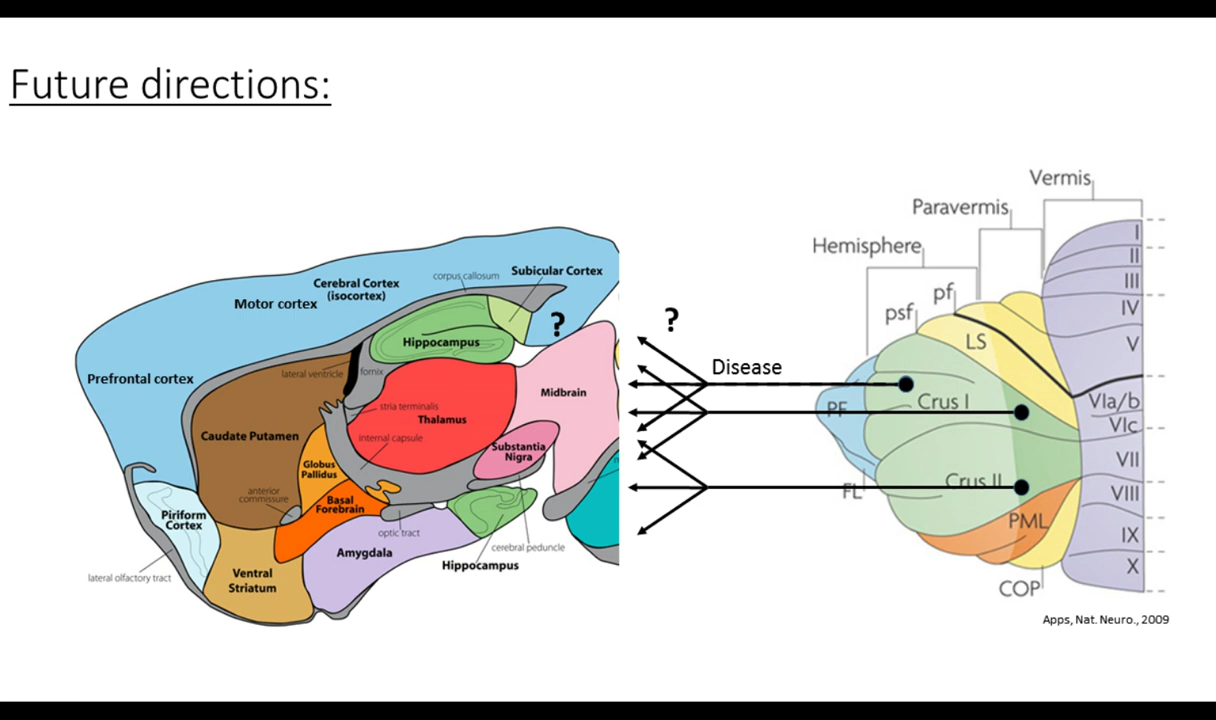 Future directions:
Vermis
Paravermis
Hemisphere
Subicular Cortex
corpus callosum
Cerebral Cortex
(isocortex)
Motor cortex
?
?
Hippocampus
lateral ventricle
fornix
Prefrontal cortex
stria terminalis
Thalamus
Midbrain
Caudate Putamen
internal capsule
Substantia
Nigra
Globus
Pallidus
anterior
commissure
Basal
Forebrain
Piriform
Cortex
optic tract
Amygdala
cerebral peduncle
Hippocampus
lateral olfactory tract
Ventral
Striatum
Disease
pf
psf
LS
Crus I
PF
Crus II
FL
PML
COP
I
II
III
IV
V
VIa/b
VIc
VII
VIII
IX
X
Apps, Nat. Neuro., 2009